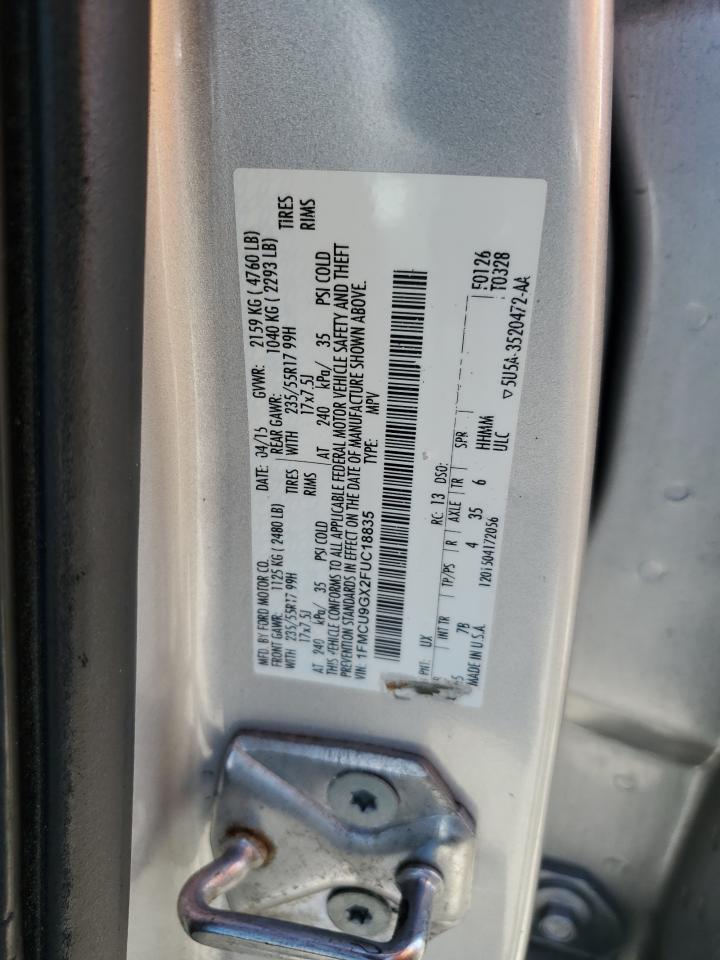 MFD. BY FORD MOTOR CO. DATE: 04/15 GVWR: 2159 KG ( 4760 LB)
FRONT GAWR: 1125 KG ( 2480 LB) REAR GAWR: 1040 KG ( 2293 LB)
WITH 235/55R17 99H TIRES WITH 235/55R17 99H TIRES
17x7.5J RIMS 17x7.5J RIMS
AT 240 kPa/ 35 PSI COLD AT 240 kPa/ 35 PSI COLD
THIS VEHICLE CONFORMS TO ALL APPLICABLE FEDERAL MOTOR VEHICLE SAFETY AND THEFT
PREVENTION STANDARDS IN EFFECT ON THE DATE OF MANUFACTURE SHOWN ABOVE.
VIN: 1FMCU9GX2FUC18835 TYPE: MPV
PNT: UX RC: 13 DSO:
INT TR TP/PS R AXLE TR SPR F0126
7B 4 35 6 HHMM T0328
MADE IN U.S.A. 1201504172056 ULC ▽5U5A-3520472-AA